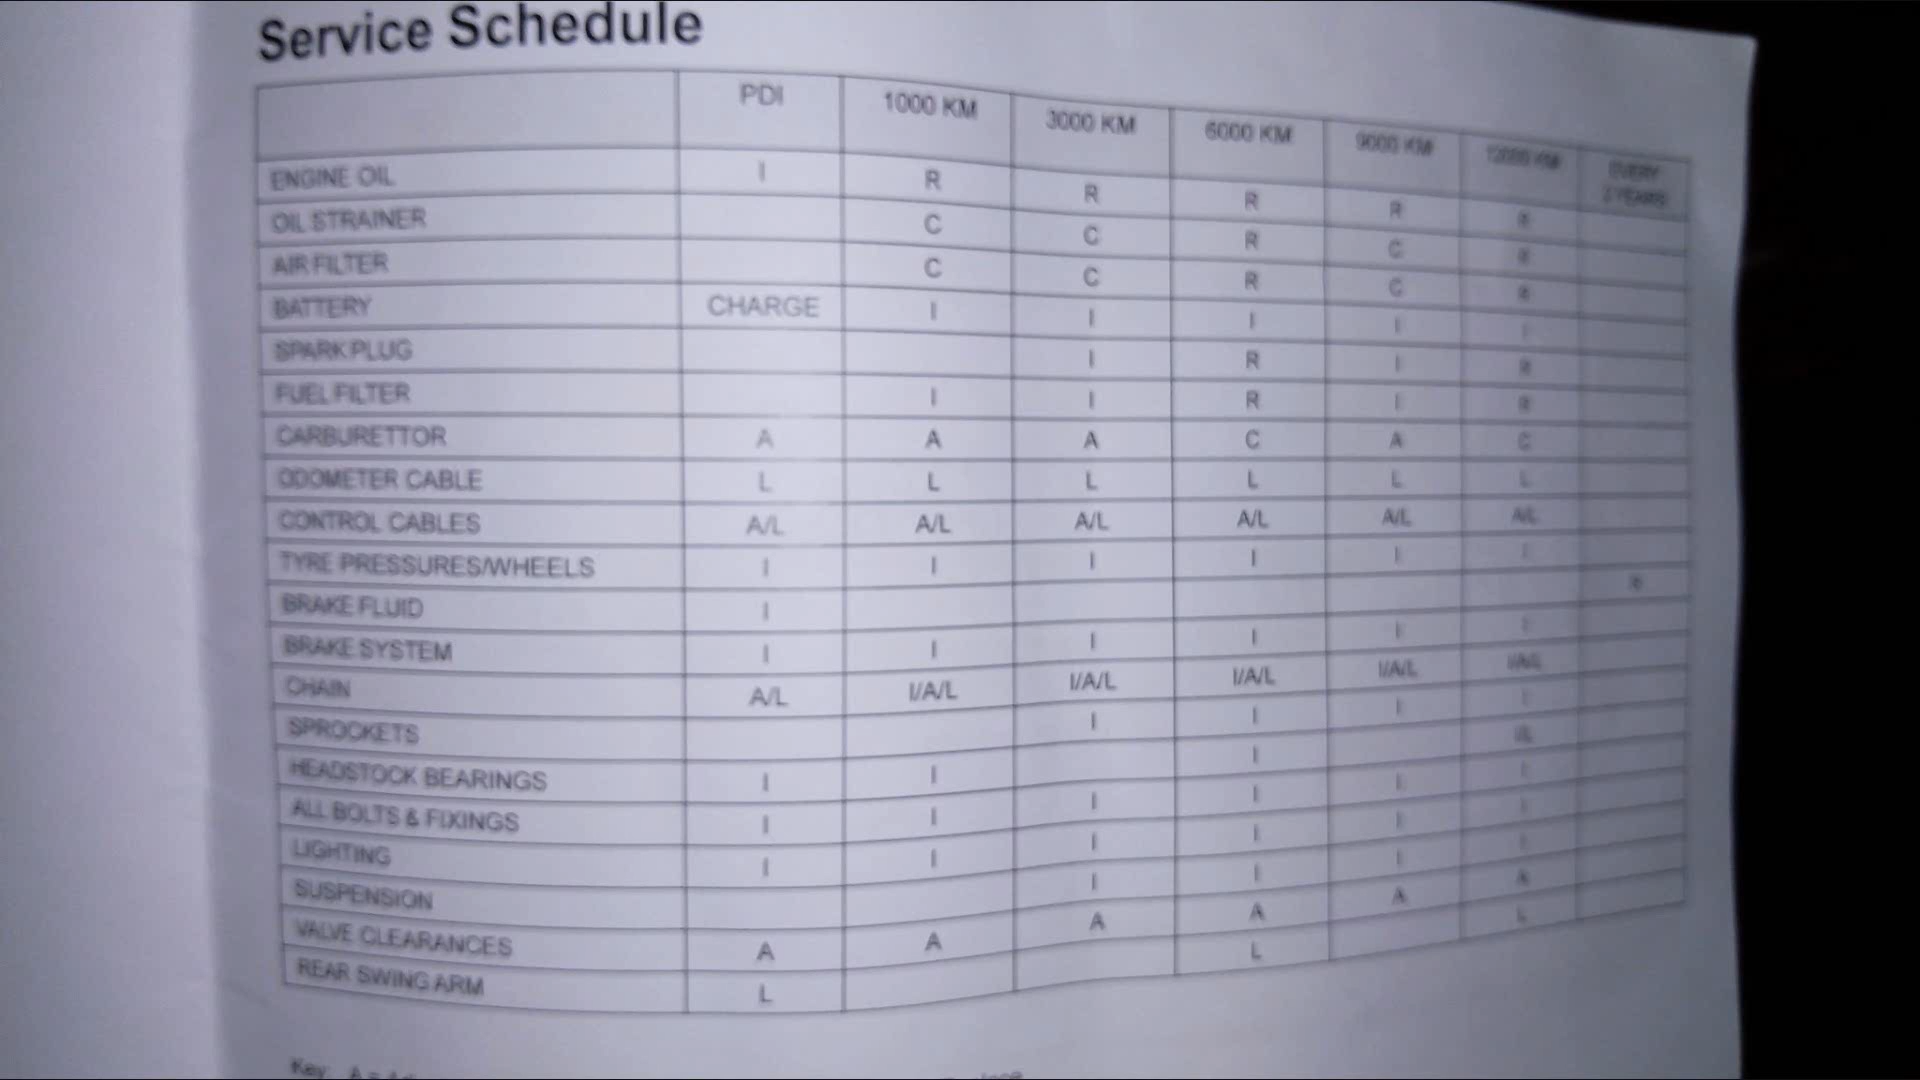 Service Schedule
PDI 1000 KM 3000 KM 6000 KM 9000 KM 12000 KM EVERY 2 YEARS
ENGINE OIL I R R R R R
OIL STRAINER C C R C R
AIR FILTER C C R C R
BATTERY CHARGE I I I I I
SPARK PLUG I R I R
FUEL FILTER I I R I R
CARBURETTOR A A A C A C
ODOMETER CABLE L L L L L L
CONTROL CABLES A/L A/L A/L A/L A/L A/L
TYRE PRESSURES/WHEELS I I I I I I
BRAKE FLUID I R
BRAKE SYSTEM I I I I I I
CHAIN A/L I/A/L I/A/L I/A/L I/A/L I/A/L
SPROCKETS I I I I
HEADSTOCK BEARINGS I I I I/L
ALL BOLTS & FIXINGS I I I I I I
LIGHTING I I I I I I
SUSPENSION I I I I
VALVE CLEARANCES A A A A A A
REAR SWING ARM L L L
Key: A =